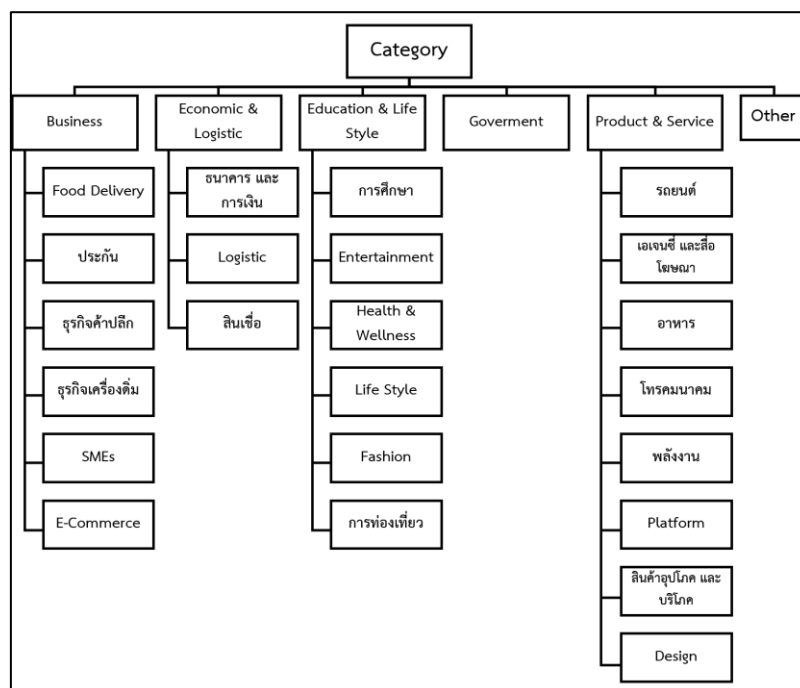 Category
Business
Economic &
Logistic
Education & Life
Style
Goverment
Product & Service
Other
Food Delivery
ประกัน
ธุรกิจค้าปลีก
ธุรกิจเครื่องดื่ม
SMEs
E-Commerce
ธนาคาร และ
การเงิน
Logistic
สินเชื่อ
การศึกษา
Entertainment
Health &
Wellness
Life Style
Fashion
การท่องเที่ยว
รถยนต์
เอเจนซี่ และสื่อ
โฆษณา
อาหาร
โทรคมนาคม
พลังงาน
Platform
สินค้าอุปโภค และ
บริโภค
Design